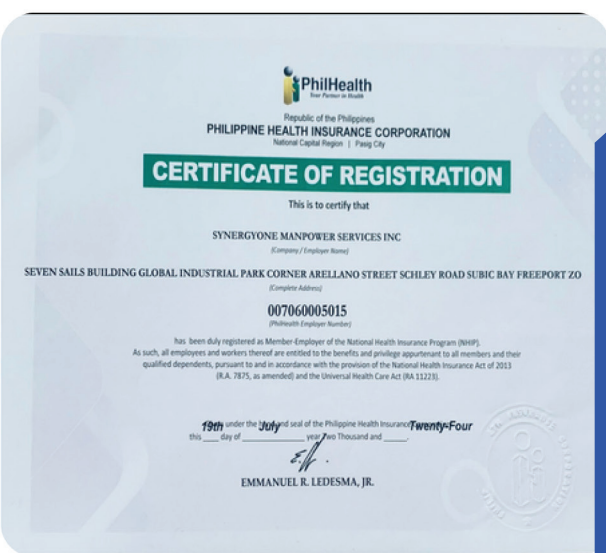 PhilHealth
Your Partner in Health
Republic of the Philippines
PHILIPPINE HEALTH INSURANCE CORPORATION
National Capital Region | Pasig City
CERTIFICATE OF REGISTRATION
This is to certify that
SYNERGYONE MANPOWER SERVICES INC
(Company / Employer Name)
SEVEN SAILS BUILDING GLOBAL INDUSTRIAL PARK CORNER ARELLANO STREET SCHLEY ROAD SUBIC BAY FREEPORT ZO
(Complete Address)
007060005015
(PhilHealth Employer Number)
has been duly registered as Member-Employer of the National Health Insurance Program (NHIP).
As such, all employees and workers thereof are entitled to the benefits and privilege appurtenant to all members and their
qualified dependents, pursuant to and in accordance with the provision of the National Health Insurance Act of 2013
(R.A. 7875, as amended) and the Universal Health Care Act (RA 11223).
19th under the July and seal of the Philippine Health Insurance Twenty-Four
this ____ day of ____ year Two Thousand and ____.
EMMANUEL R. LEDESMA, JR.